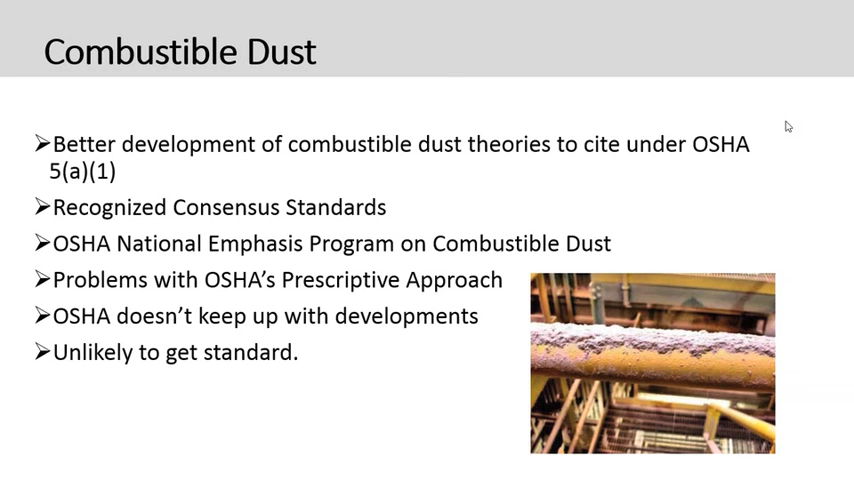 Combustible Dust
➢Better development of combustible dust theories to cite under OSHA
5(a)(1)
➢Recognized Consensus Standards
➢OSHA National Emphasis Program on Combustible Dust
➢Problems with OSHA’s Prescriptive Approach
➢OSHA doesn’t keep up with developments
➢Unlikely to get standard.